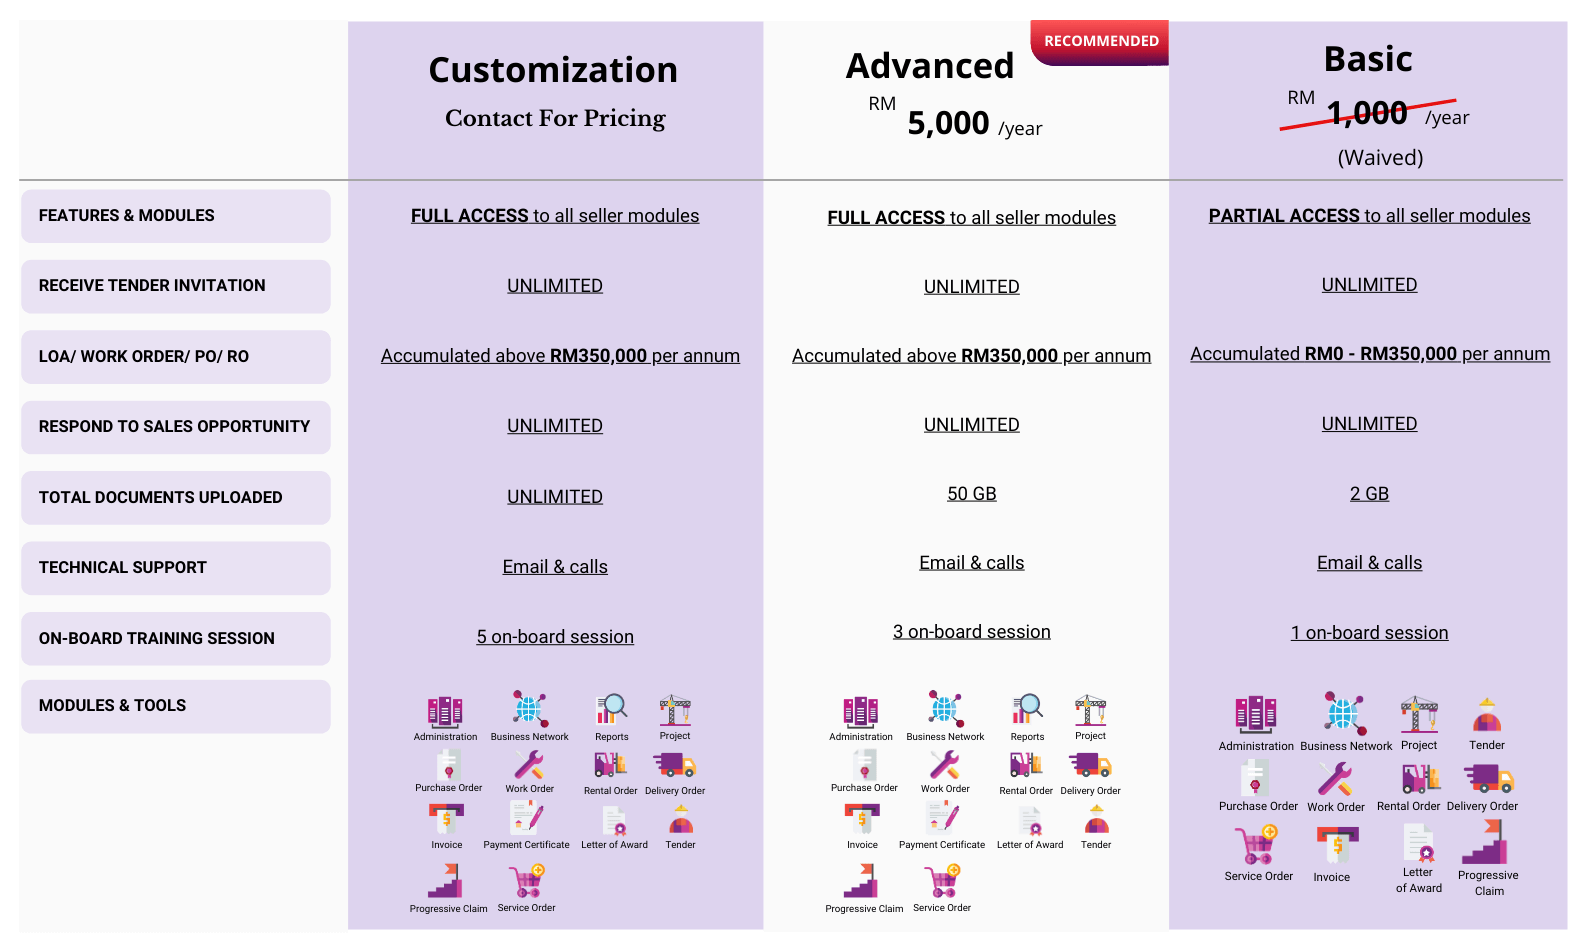 Customization
Contact For Pricing
Advanced
RECOMMENDED
RM
5,000 /year
Basic
RM
1,000 /year
(Waived)
FEATURES & MODULES
FULL ACCESS to all seller modules
FULL ACCESS to all seller modules
PARTIAL ACCESS to all seller modules
RECEIVE TENDER INVITATION
UNLIMITED
UNLIMITED
UNLIMITED
LOA/ WORK ORDER/ PO/ RO
Accumulated above RM350,000 per annum
Accumulated above RM350,000 per annum
Accumulated RM0 - RM350,000 per annum
RESPOND TO SALES OPPORTUNITY
UNLIMITED
UNLIMITED
UNLIMITED
TOTAL DOCUMENTS UPLOADED
UNLIMITED
50 GB
2 GB
TECHNICAL SUPPORT
Email & calls
Email & calls
Email & calls
ON-BOARD TRAINING SESSION
5 on-board session
3 on-board session
1 on-board session
MODULES & TOOLS
Administration Business Network Reports Project
Purchase Order Work Order Rental Order Delivery Order
Invoice Payment Certificate Letter of Award Tender
Progressive Claim Service Order
Administration Business Network Reports Project
Purchase Order Work Order Rental Order Delivery Order
Invoice Payment Certificate Letter of Award Tender
Progressive Claim Service Order
Administration Business Network Project Tender
Purchase Order Work Order Rental Order Delivery Order
Service Order Invoice
Letter
of Award
Progressive
Claim